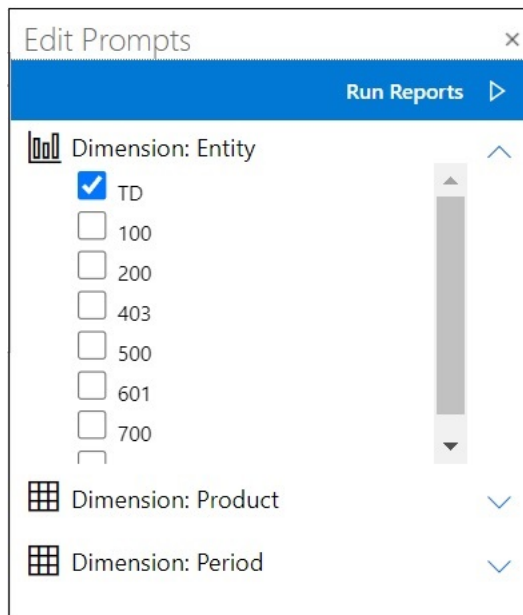 Edit Prompts
Run Reports
Dimension: Entity
TD
100
200
403
500
601
700
Dimension: Product
Dimension: Period